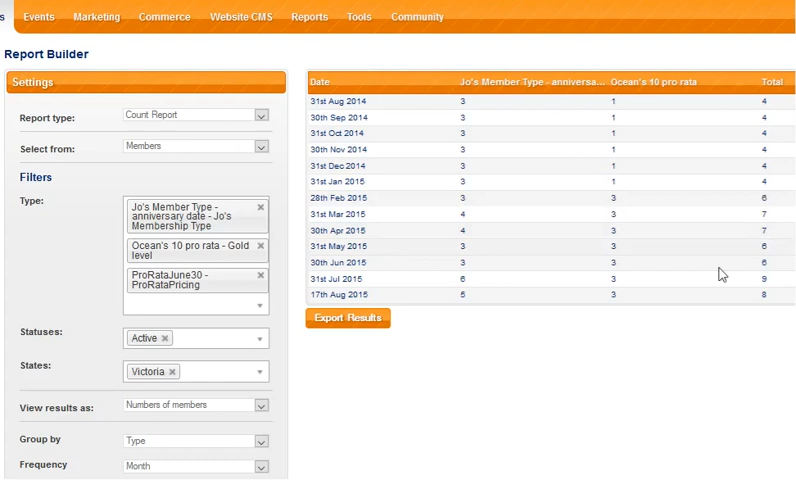 s Events Marketing Commerce Website CMS Reports Tools Community
Report Builder
Settings
Report type: Count Report
Select from: Members
Filters
Type:
Jo's Member Type -
anniversary date - Jo's
Membership Type
Ocean's 10 pro rata - Gold
level
ProRataJune30 -
ProRataPricing
Statuses: Active
States: Victoria
View results as: Numbers of members
Group by Type
Frequency Month
Date Jo's Member Type - anniversa... Ocean's 10 pro rata Total
31st Aug 2014 3 1 4
30th Sep 2014 3 1 4
31st Oct 2014 3 1 4
30th Nov 2014 3 1 4
31st Dec 2014 3 1 4
31st Jan 2015 3 1 4
28th Feb 2015 3 3 6
31st Mar 2015 4 3 7
30th Apr 2015 4 3 7
31st May 2015 3 3 6
30th Jun 2015 3 3 6
31st Jul 2015 6 3 9
17th Aug 2015 5 3 8
Export Results